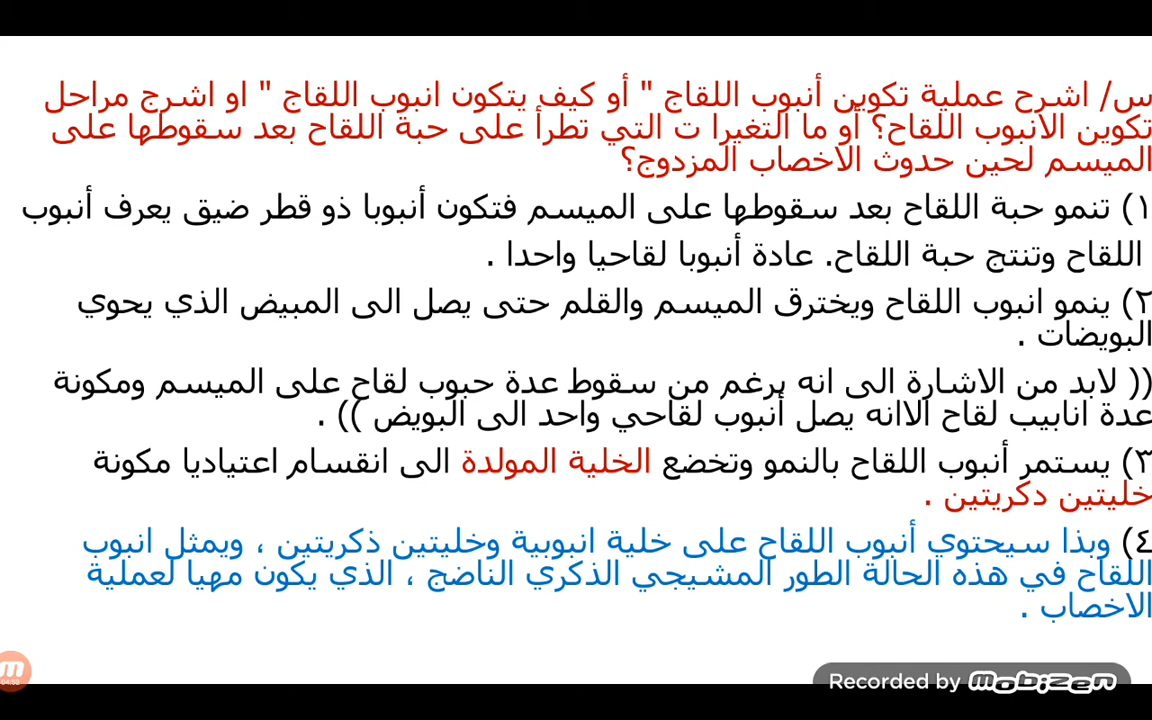 س/ اشرح عملية تكوين أنبوب اللقاح " أو كيف يتكون انبوب اللقاح " او اشرج مراحل
تكوين الانبوب اللقاح؟ أو ما التغيرا ت التي تطرأ على حبة اللقاح بعد سقوطها على
الميسم لحين حدوث الاخصاب المزدوج؟
١) تنمو حبة اللقاح بعد سقوطها على الميسم فتكون أنبوبا ذو قطر ضيق يعرف أنبوب
اللقاح وتنتج حبة اللقاح. عادة أنبوبا لقاحيا واحدا .
٢) ينمو انبوب اللقاح ويخترق الميسم والقلم حتى يصل الى المبيض الذي يحوي
البويضات .
(( لابد من الاشارة الى انه برغم من سقوط عدة حبوب لقاح على الميسم ومكونة
عدة انابيب لقاح الاانه يصل أنبوب لقاحي واحد الى البويض )) .
٣) يستمر أنبوب اللقاح بالنمو وتخضع الخلية المولدة الى انقسام اعتياديا مكونة
خليتين دكريتين .
٤) وبذا سيحتوي أنبوب اللقاح على خلية انبوبية وخليتين ذكريتين ، ويمثل انبوب
اللقاح في هذه الحالة الطور المشيجي الذكري الناضج ، الذي يكون مهيا لعملية
الاخصاب .
04:52
Recorded by mobizen